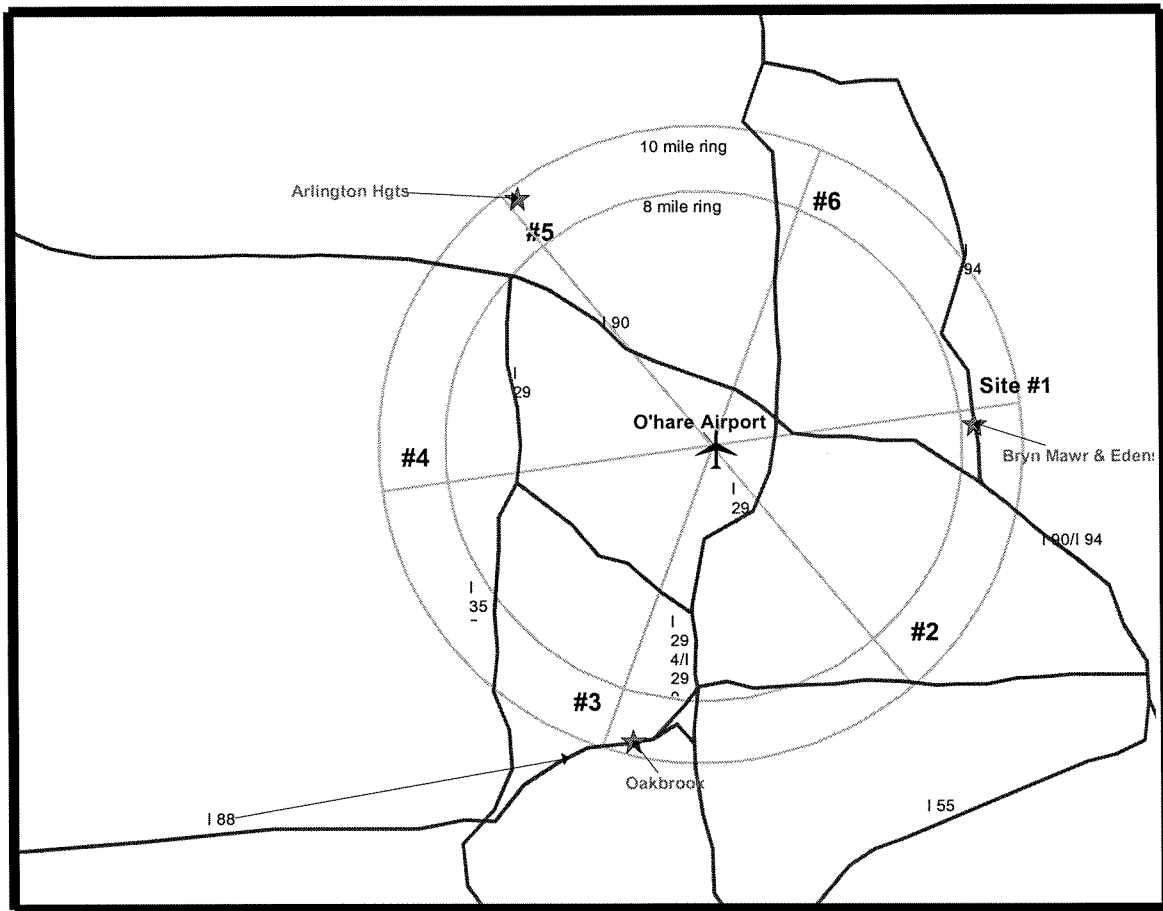 10 mile ring
Arlington Hgts
8 mile ring
#6
#5
I
94
I 90
I
29
Site #1
O'hare Airport
#4
Bryn Mawr & Edens
I
29
I 90/I 94
I
35
I
29
4/I
29
#2
#3
Oakbrook
I 55
I 88